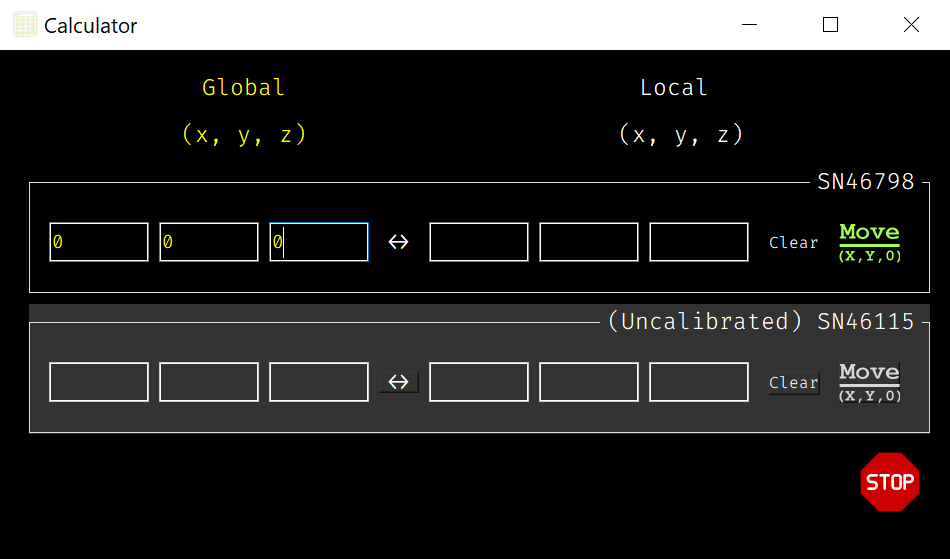 Calculator
Global Local
(x, y, z) (x, y, z)
SN46798
0 0 0 ↔ Clear Move
(X,Y,0)
(Uncalibrated) SN46115
↔ Clear Move
(X,Y,0)
STOP